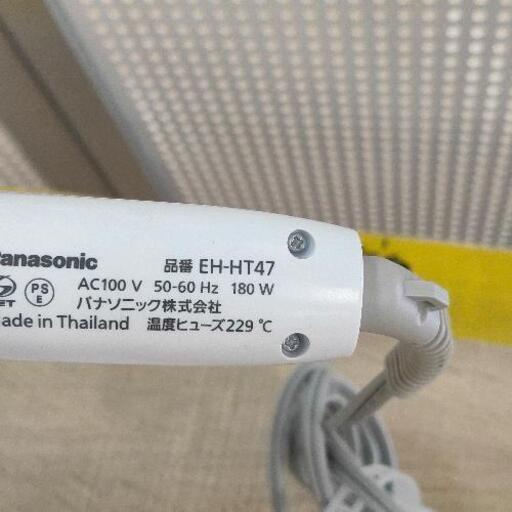 Panasonic 品番 EH-HT47
PS E AC100 V 50-60 Hz 180 W
パナソニック株式会社
Made in Thailand 温度ヒューズ229 ℃